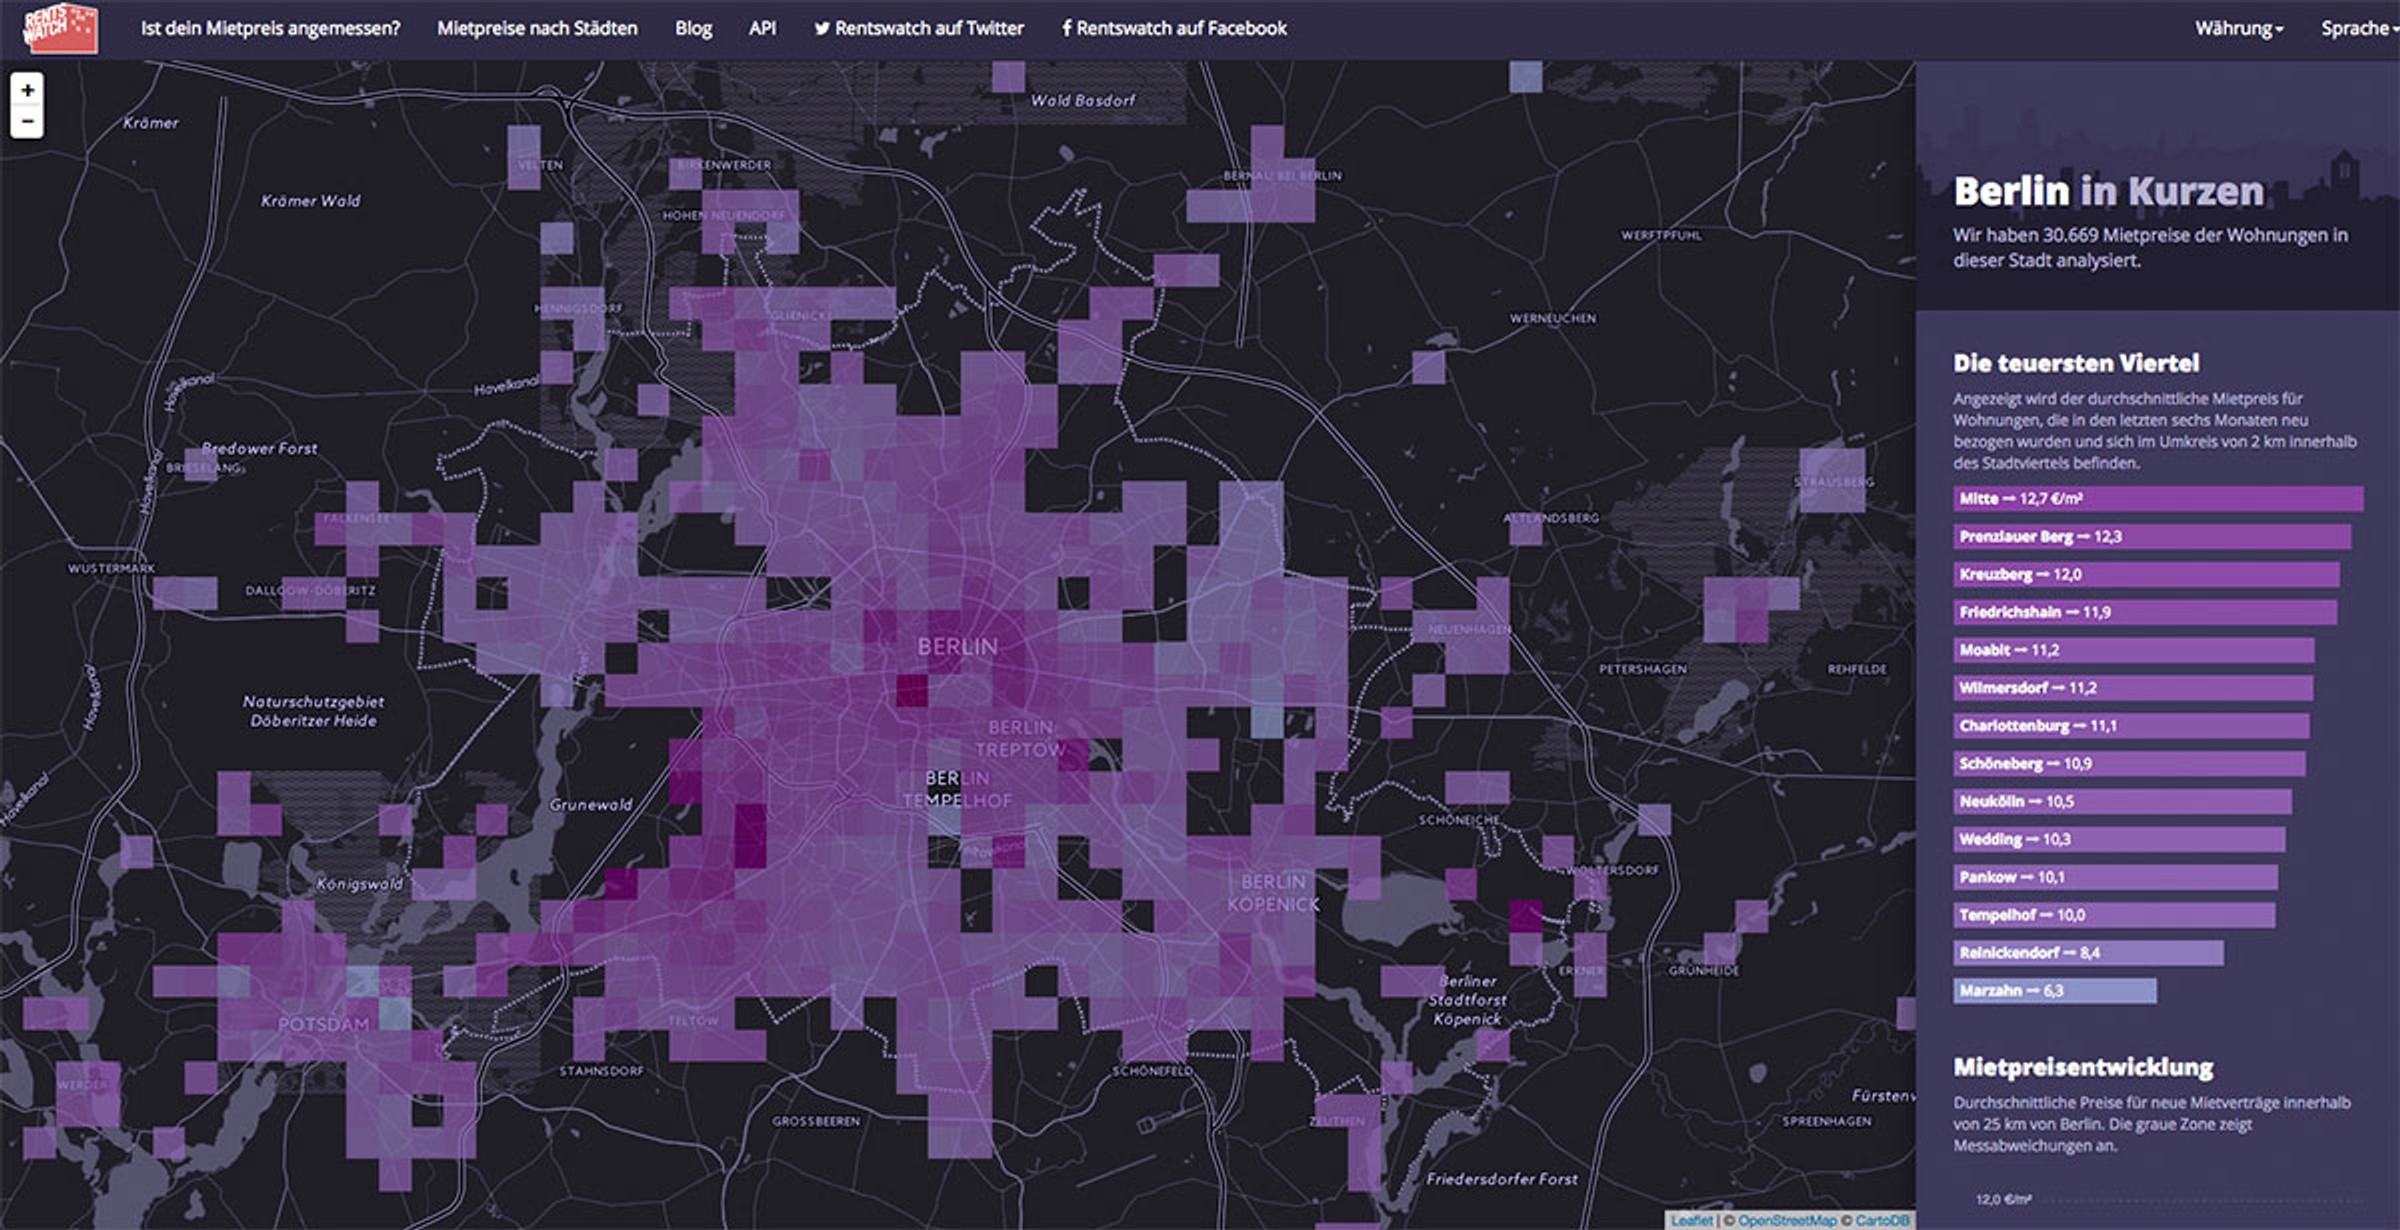 RENTS
WATCH
Ist dein Mietpreis angemessen?
Mietpreise nach Städten
Blog
API
Rentswatch auf Twitter
Rentswatch auf Facebook
Währung
Sprache
+
−
Krämer
Wald Basdorf
VELTEN
BIRKENWERDER
BERNAU BEI BERLIN
Krämer Wald
HOHEN NEUENDORF
WERFTPFUHL
HENNIGSDORF
GLIENICKE
WERNEUCHEN
Havelkanal
Havelkanal
Bredower Forst
BRIESELANG
Havelkanal
STRAUSBERG
FALKENSEE
ALTLANDSBERG
WUSTERMARK
DALLGOW-DÖBERITZ
NEUENHAGEN
BERLIN
Havel
PETERSHAGEN
REHFELDE
Havelkanal
Naturschutzgebiet
Döberitzer Heide
BERLIN
TREPTOW
BERLIN
TEMPELHOF
Havelkanal
Grunewald
SCHÖNEICHE
Königswald
WOLTERSDORF
BERLIN
KÖPENICK
ERKNER
GRÜNHEIDE
Berliner
Stadtforst
Köpenick
POTSDAM
TELTOW
STAHNSDORF
SCHÖNEFELD
WERDER
Fürstenw
GROSSBEEREN
ZEUTHEN
SPREENHAGEN
Friedersdorfer Forst
Leaflet | © OpenStreetMap © CartoDB
Berlin in Kurzen
Wir haben 30.669 Mietpreise der Wohnungen in
dieser Stadt analysiert.
Die teuersten Viertel
Angezeigt wird der durchschnittliche Mietpreis für
Wohnungen, die in den letzten sechs Monaten neu
bezogen wurden und sich im Umkreis von 2 km innerhalb
des Stadtviertels befinden.
Mitte — 12,7 €/m²
Prenzlauer Berg — 12,3
Kreuzberg — 12,0
Friedrichshain — 11,9
Moabit — 11,2
Wilmersdorf — 11,2
Charlottenburg — 11,1
Schöneberg — 10,9
Neukölln — 10,5
Wedding — 10,3
Pankow — 10,1
Tempelhof — 10,0
Reinickendorf — 8,4
Marzahn — 6,3
Mietpreisentwicklung
Durchschnittliche Preise für neue Mietverträge innerhalb
von 25 km von Berlin. Die graue Zone zeigt
Messabweichungen an.
12,0 €/m²